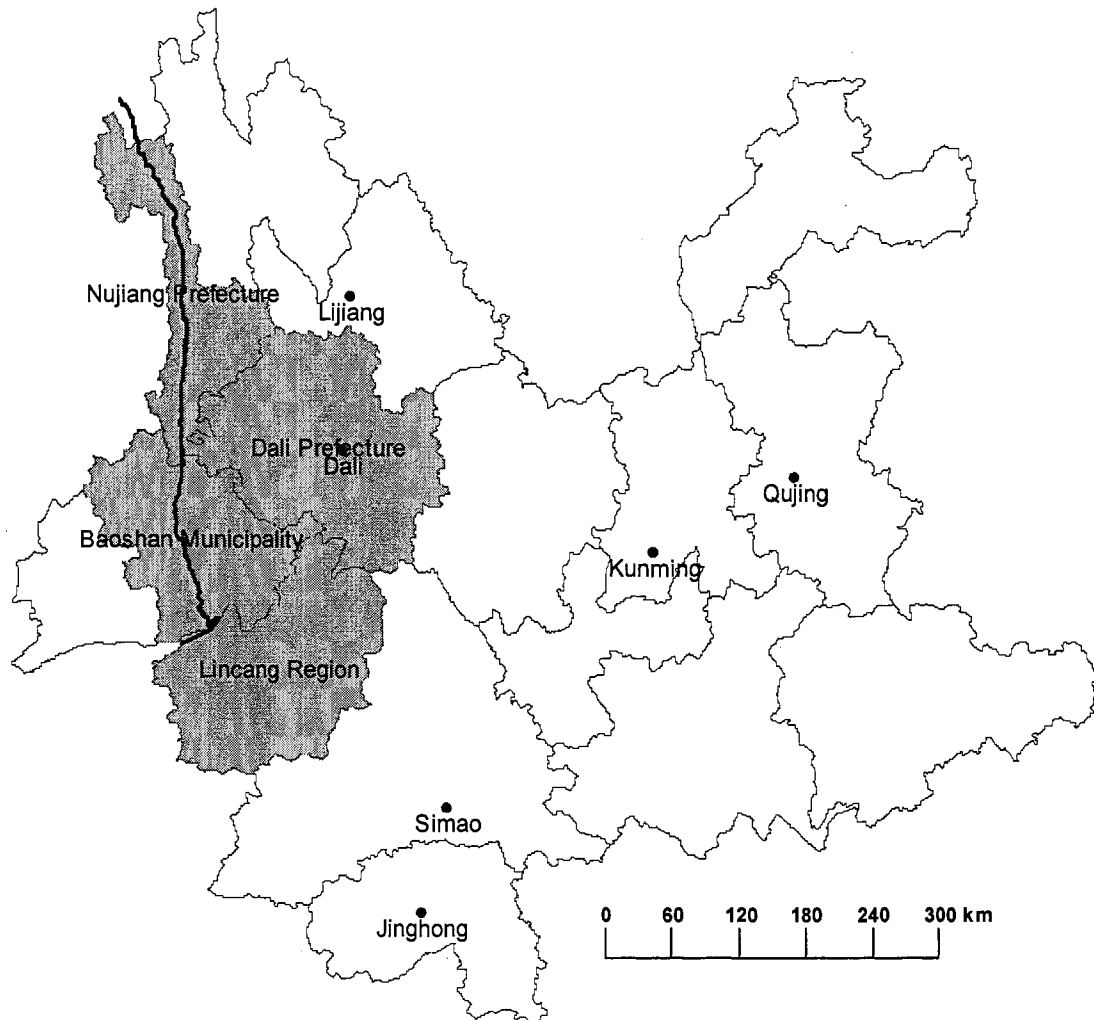 Nujiang Prefecture
Lijiang
Dali Prefecture
Dali
Qujing
Baoshan Municipality
Kunming
Lincang Region
Simao
Jinghong
0 60 120 180 240 300 km